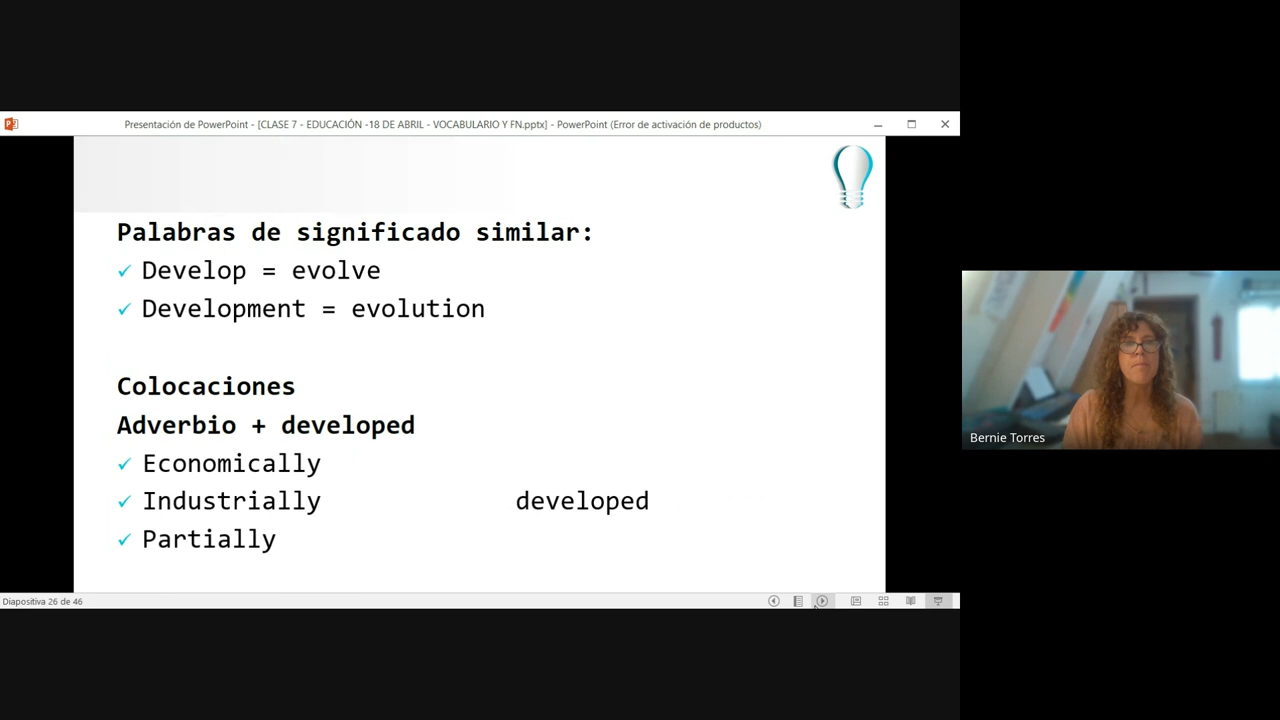 Presentación de PowerPoint - [CLASE 7 - EDUCACIÓN -18 DE ABRIL - VOCABULARIO Y FN.pptx] - PowerPoint (Error de activación de productos)
Palabras de significado similar:
✓ Develop = evolve
✓ Development = evolution
Colocaciones
Adverbio + developed
✓ Economically
✓ Industrially developed
✓ Partially
Diapositiva 26 de 46
Bernie Torres